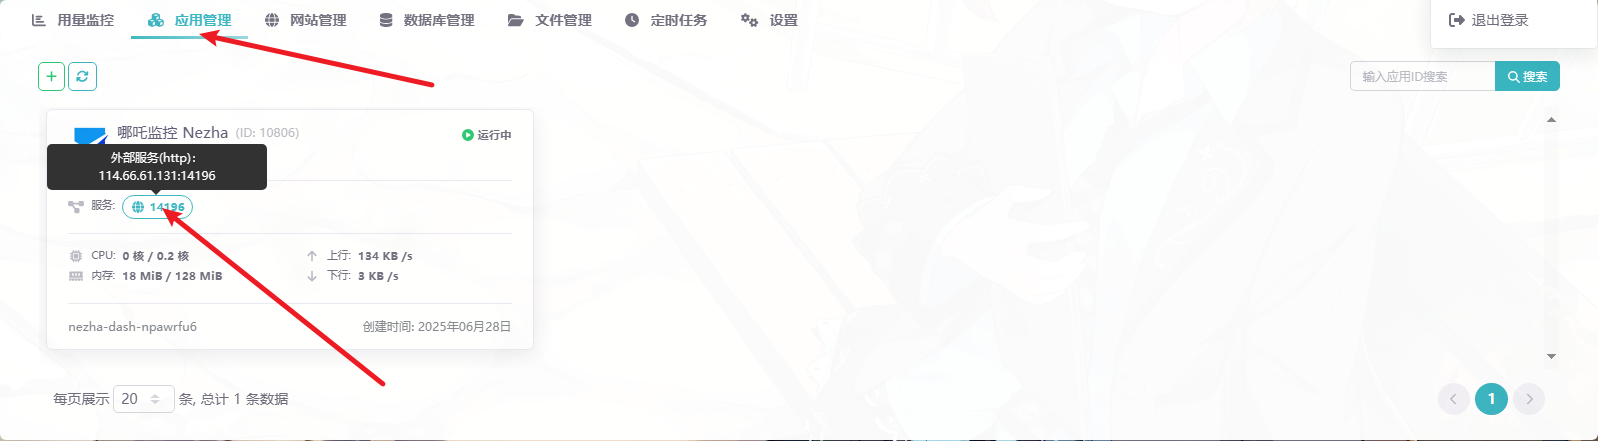 用量监控 应用管理 网站管理 数据库管理 文件管理 定时任务 设置 退出登录
输入应用ID搜索 搜索
哪吒监控 Nezha (ID: 10806) 运行中
外部服务(http)：
114.66.61.131:14196
服务: 14196
CPU: 0 核 / 0.2 核 上行: 134 KB /s
内存: 18 MiB / 128 MiB 下行: 3 KB /s
nezha-dash-npawrfu6 创建时间: 2025年06月28日
每页展示 20 条, 总计 1 条数据 1